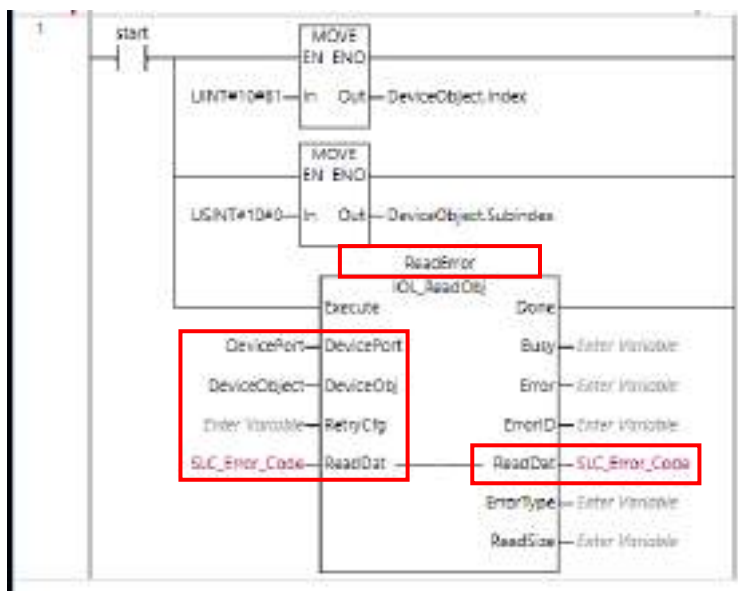 1
start
MOVE
EN ENO
UINT#10#81 In Out DeviceObject.Index
MOVE
EN ENO
USINT#10#0 In Out DeviceObject.Subindex
ReadError
IOL_ReadObj
Execute Done
DevicePort DevicePort Busy Enter Variable
DeviceObject DeviceObj Error Enter Variable
Enter Variable RetryCfg ErrorID Enter Variable
SLC_Error_Code ReadDat ReadDat SLC_Error_Code
ErrorType Enter Variable
ReadSize Enter Variable